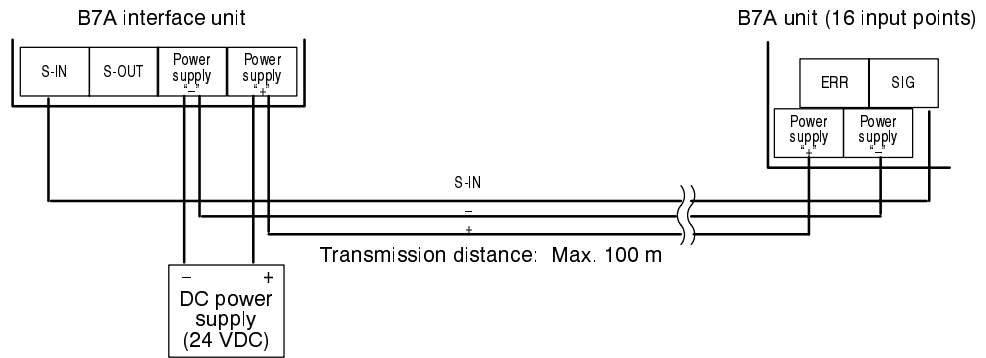 B7A interface unit
B7A unit (16 input points)
S-IN
S-OUT
Power
supply
"–"
Power
supply
"+"
ERR
SIG
Power
supply
"+"
Power
supply
"–"
S-IN
–
+
Transmission distance: Max. 100 m
– +
DC power
supply
(24 VDC)